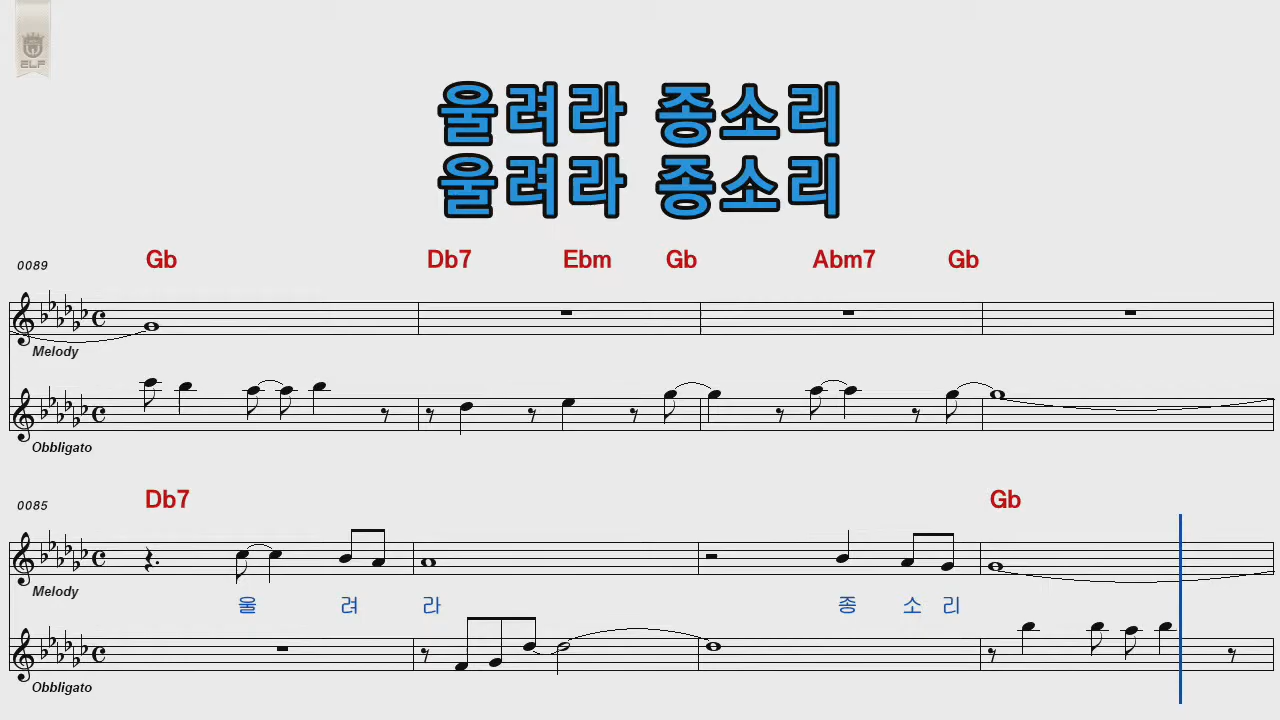 ELF
울려라 종소리
울려라 종소리
0089 Gb Db7 Ebm Gb Abm7 Gb
Melody
Obbligato
0085 Db7 Gb
Melody
울 려 라 종 소 리
Obbligato